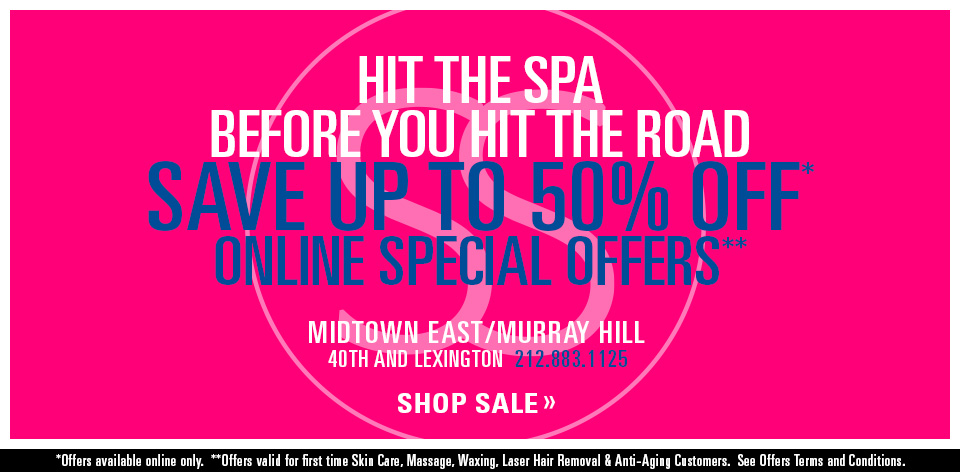 HIT THE SPA
BEFORE YOU HIT THE ROAD
SAVE UP TO 50% OFF*
ONLINE SPECIAL OFFERS**
MIDTOWN EAST/MURRAY HILL
40TH AND LEXINGTON 212.883.1125
SHOP SALE »
*Offers available online only. **Offers valid for first time Skin Care, Massage, Waxing, Laser Hair Removal & Anti-Aging Customers. See Offers Terms and Conditions.